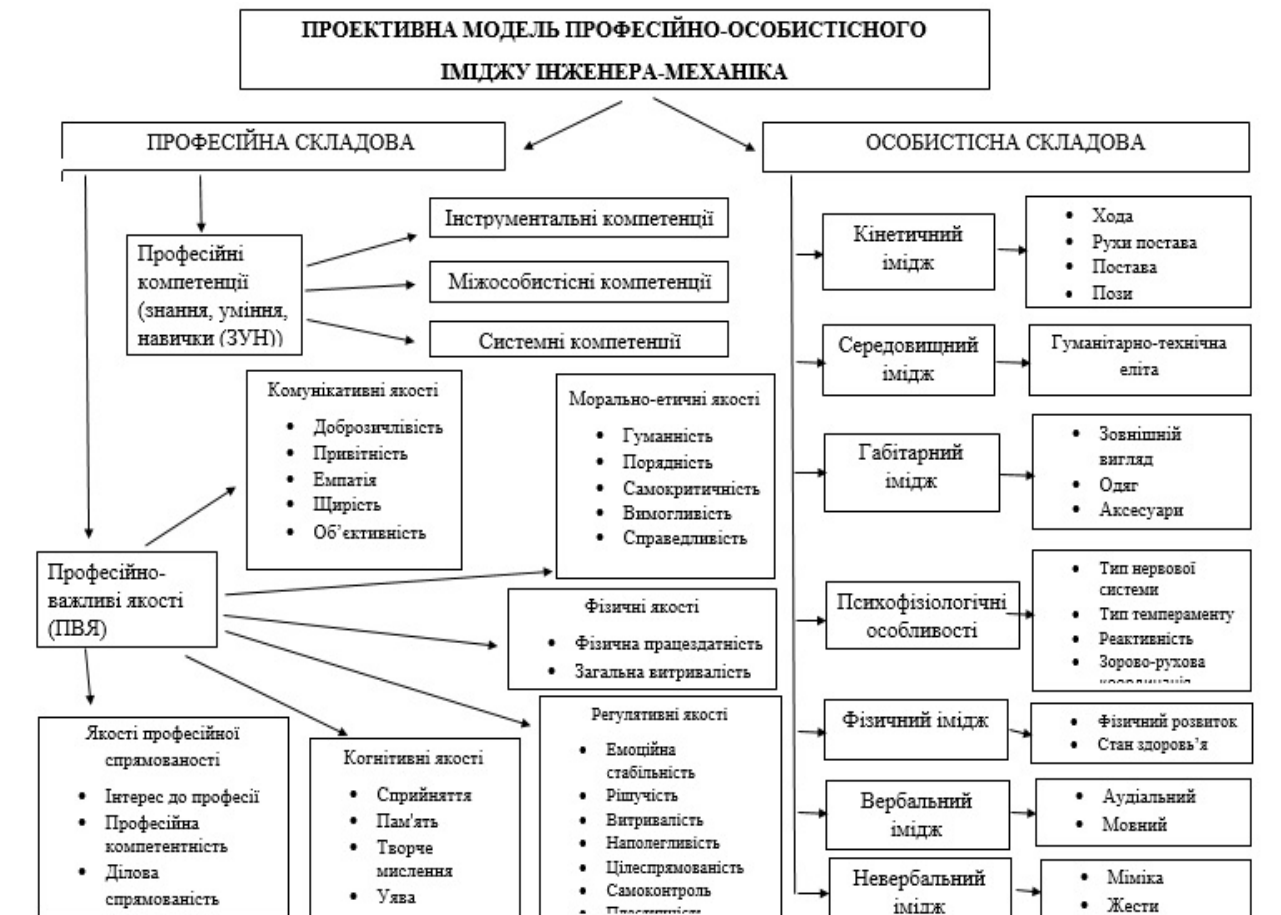 ПРОЕКТИВНА МОДЕЛЬ ПРОФЕСІЙНО-ОСОБИСТІСНОГО
ІМІДЖУ ІНЖЕНЕРА-МЕХАНІКА
ПРОФЕСІЙНА СКЛАДОВА
Професійні
компетенції
(знання, уміння,
навички (ЗУН))
Інструментальні компетенції
Міжособистісні компетенції
Системні компетенції
Комунікативні якості
• Доброзичлівість
• Привітність
• Емпатія
• Щирість
• Об’єктивність
Морально-етичні якості
• Гуманність
• Порядність
• Самокритичність
• Вимогливість
• Справедливість
Професійно-
важливі якості
(ПВЯ)
Фізичні якості
• Фізична працездатність
• Загальна витривалість
Якості професійної
спрямованості
• Інтерес до професії
• Професійна
компетентність
• Ділова
спрямованість
Когнітивні якості
• Сприйняття
• Пам'ять
• Творче
мислення
• Уява
Регулятивні якості
• Емоційна
стабільність
• Рішучість
• Витривалість
• Наполегливість
• Цілеспрямованість
• Самоконтроль
ОСОБИСТІСНА СКЛАДОВА
Кінетичний
імідж
• Хода
• Рухи постава
• Постава
• Пози
Середовищний
імідж
Гуманітарно-технічна
еліта
Габітарний
імідж
• Зовнішній
вигляд
• Одяг
• Аксесуари
Психофізіологічні
особливості
• Тип нервової
системи
• Тип темпераменту
• Реактивність
• Зорово-рухова
Фізичний імідж
• Фізичний розвиток
• Стан здоров’я
Вербальний
імідж
• Аудіальний
• Мовний
Невербальний
імідж
• Міміка
• Жести